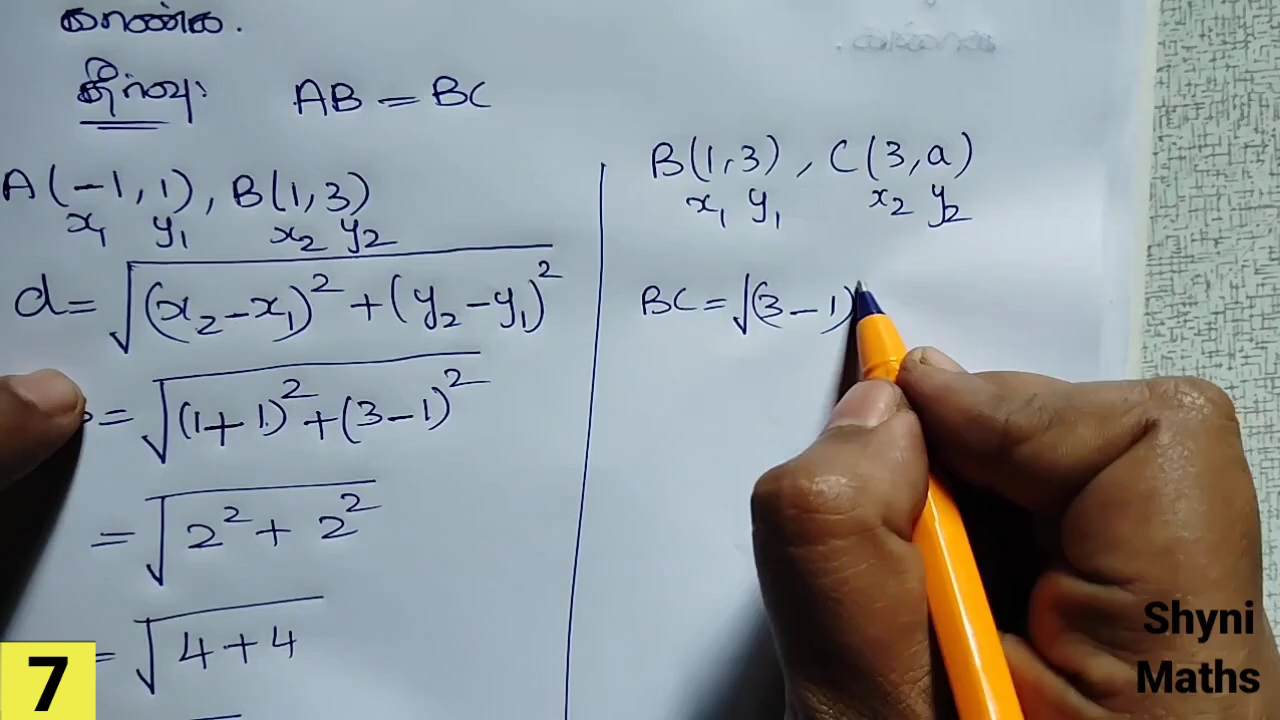 காண்க.
தீர்வு: AB = BC
A(-1, 1), B(1, 3)
x₁ y₁ x₂ y₂
d = √(x₂ - x₁)² + (y₂ - y₁)²
= √(1+1)² + (3-1)²
= √2² + 2²
= √4 + 4
B(1, 3), C(3, a)
x₁ y₁ x₂ y₂
BC = √(3 - 1)
7
Shyni
Maths